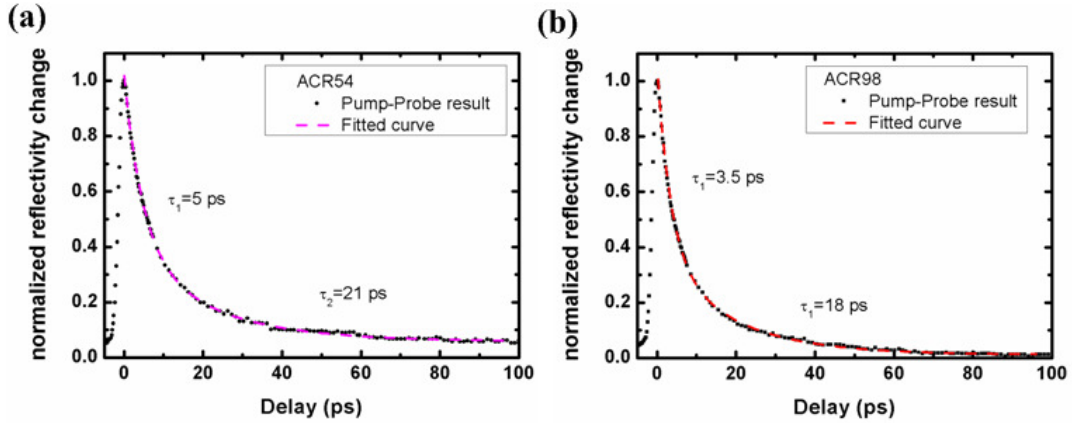 (a)
normalized reflectivity change
1.0
0.8
0.6
0.4
0.2
0.0
ACR54
Pump-Probe result
Fitted curve
τ1=5 ps
τ2=21 ps
0 20 40 60 80 100
Delay (ps)
(b)
normalized reflectivity change
1.0
0.8
0.6
0.4
0.2
0.0
ACR98
Pump-Probe result
Fitted curve
τ1=3.5 ps
τ1=18 ps
0 20 40 60 80 100
Delay (ps)